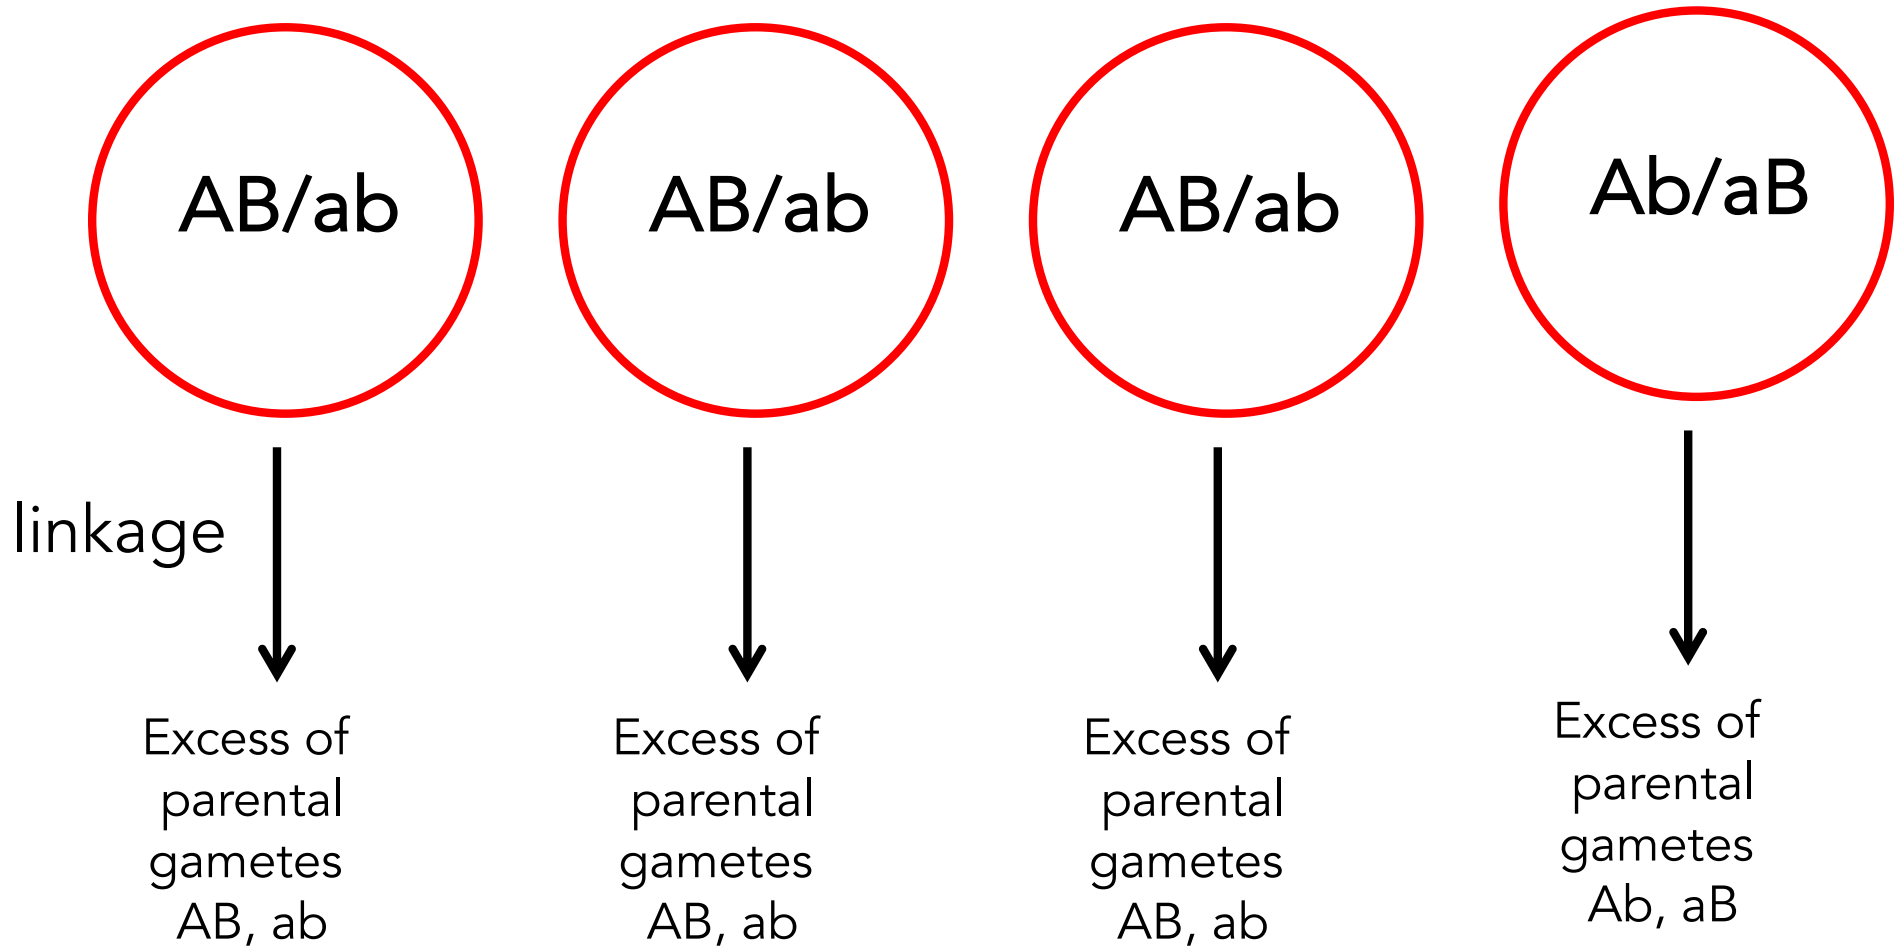 AB/ab
AB/ab
AB/ab
Ab/aB
linkage
Excess of
parental
gametes
AB, ab
Excess of
parental
gametes
AB, ab
Excess of
parental
gametes
AB, ab
Excess of
parental
gametes
Ab, aB